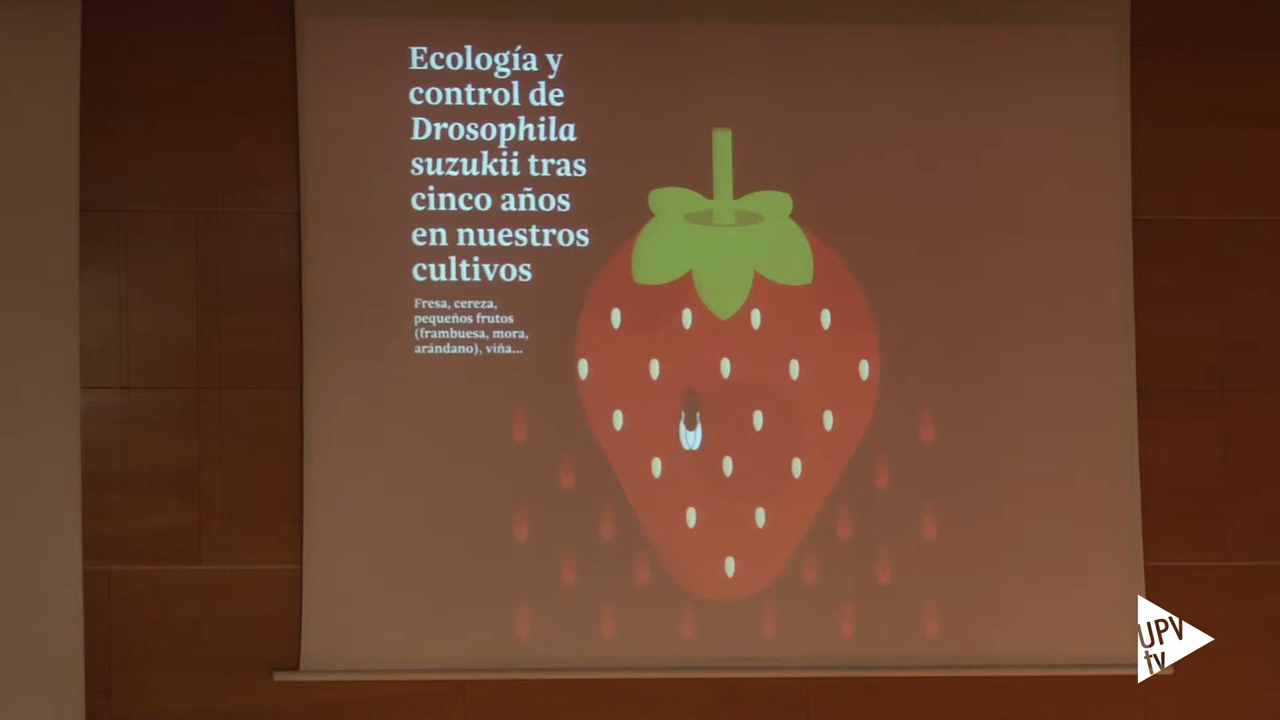 Ecología y
control de
Drosophila
suzukii tras
cinco años
en nuestros
cultivos
Fresa, cereza,
pequeños frutos
(frambuesa, mora,
arándano), viña...
UPV
tv